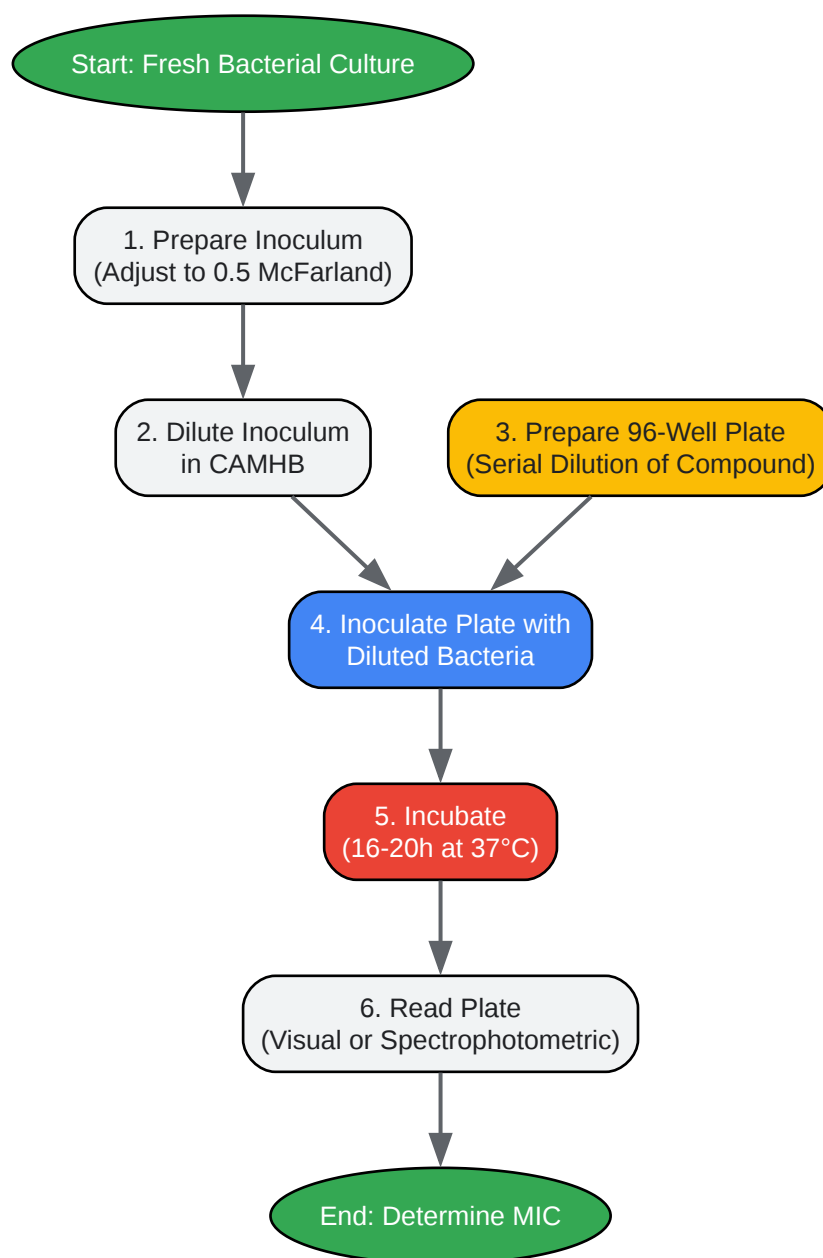 Start: Fresh Bacterial Culture
1. Prepare Inoculum
(Adjust to 0.5 McFarland)
2. Dilute Inoculum
in CAMHB
3. Prepare 96-Well Plate
(Serial Dilution of Compound)
4. Inoculate Plate with
Diluted Bacteria
5. Incubate
(16-20h at 37°C)
6. Read Plate
(Visual or Spectrophotometric)
End: Determine MIC